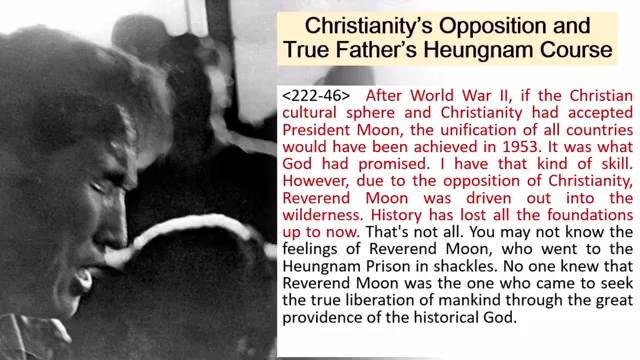 Christianity's Opposition and
True Father's Heungnam Course
<222-46> After World War II, if the Christian
cultural sphere and Christianity had accepted
President Moon, the unification of all countries
would have been achieved in 1953. It was what
God had promised. I have that kind of skill.
However, due to the opposition of Christianity,
Reverend Moon was driven out into the
wilderness. History has lost all the foundations
up to now. That's not all. You may not know the
feelings of Reverend Moon, who went to the
Heungnam Prison in shackles. No one knew that
Reverend Moon was the one who came to seek
the true liberation of mankind through the great
providence of the historical God.